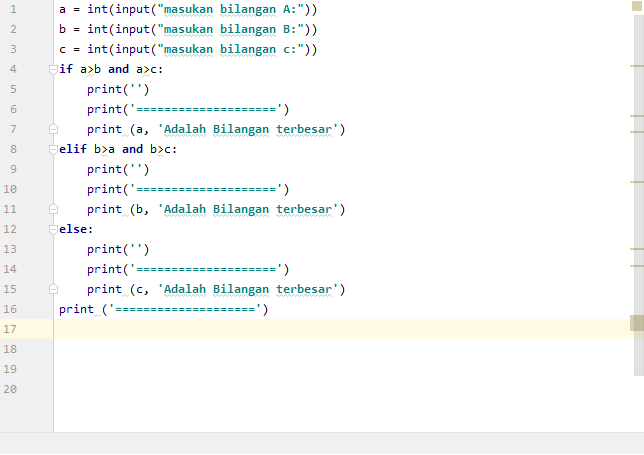 1 a = int(input("masukan bilangan A:"))
2 b = int(input("masukan bilangan B:"))
3 c = int(input("masukan bilangan c:"))
4 if a>b and a>c:
5     print('')
6     print('====================')
7     print (a, 'Adalah Bilangan terbesar')
8 elif b>a and b>c:
9     print('')
10     print('====================')
11     print (b, 'Adalah Bilangan terbesar')
12 else:
13     print('')
14     print('====================')
15     print (c, 'Adalah Bilangan terbesar')
16 print ('====================')
17
18
19
20